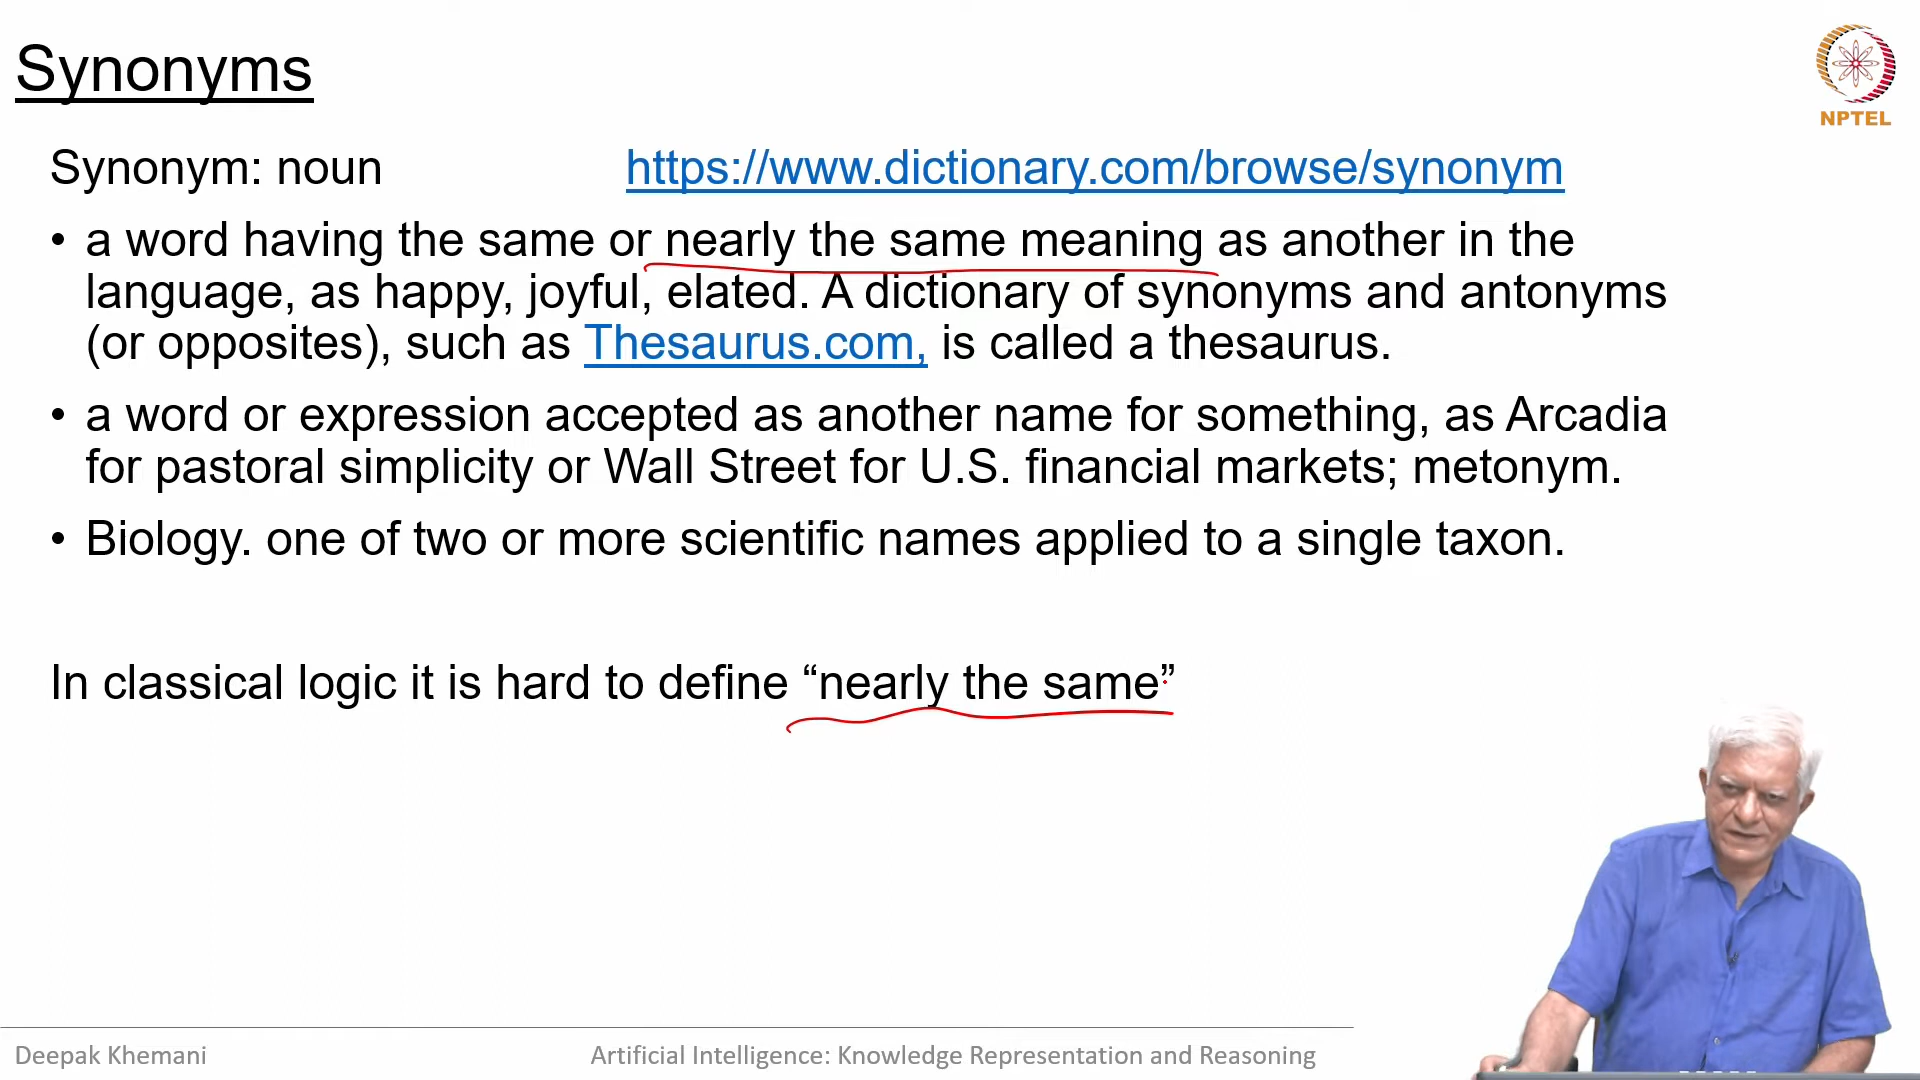 Synonyms
NPTEL
Synonym: noun https://www.dictionary.com/browse/synonym
• a word having the same or nearly the same meaning as another in the
language, as happy, joyful, elated. A dictionary of synonyms and antonyms
(or opposites), such as Thesaurus.com, is called a thesaurus.
• a word or expression accepted as another name for something, as Arcadia
for pastoral simplicity or Wall Street for U.S. financial markets; metonym.
• Biology. one of two or more scientific names applied to a single taxon.
In classical logic it is hard to define “nearly the same”
Deepak Khemani Artificial Intelligence: Knowledge Representation and Reasoning